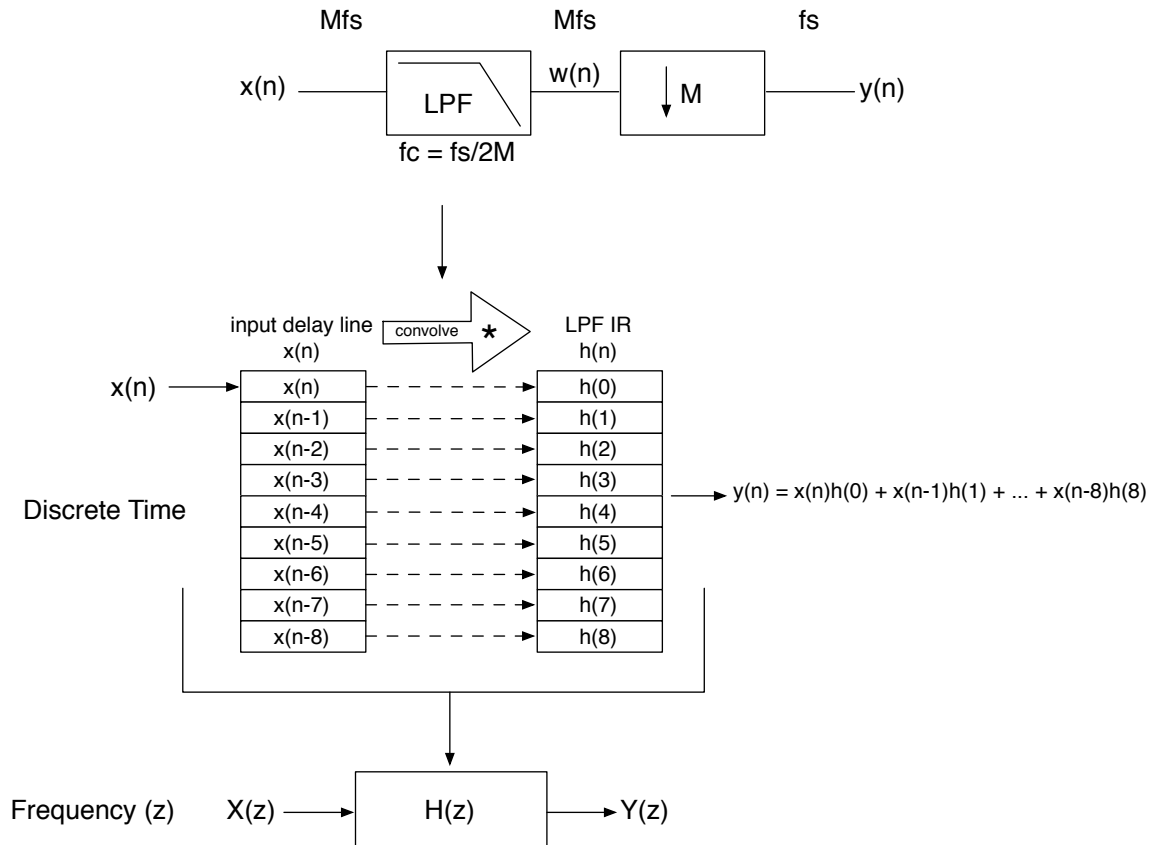 Mfs Mfs fs
x(n) LPF w(n) ↓ M y(n)
fc = fs/2M
input delay line convolve * LPF IR
x(n) h(n)
x(n) x(n) h(0)
x(n-1) h(1)
x(n-2) h(2)
x(n-3) h(3)
y(n) = x(n)h(0) + x(n-1)h(1) + ... + x(n-8)h(8)
Discrete Time x(n-4) h(4)
x(n-5) h(5)
x(n-6) h(6)
x(n-7) h(7)
x(n-8) h(8)
Frequency (z) X(z) H(z) Y(z)